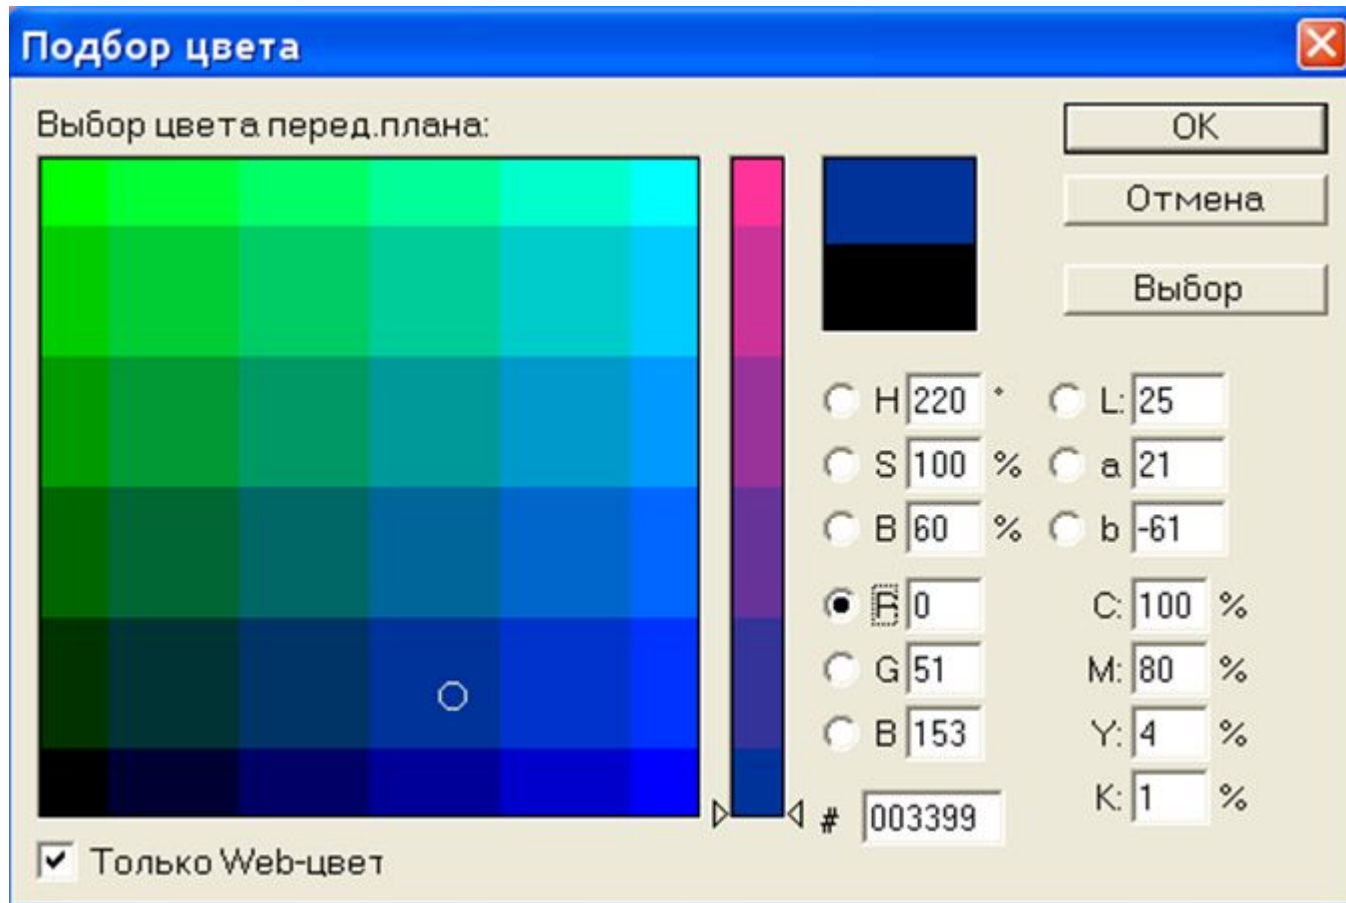 Подбор цвета
Выбор цвета перед.плана:
OK
Отмена
Выбор
H 220 °
S 100 %
B 60 %
R 0
G 51
B 153
# 003399
L: 25
a 21
b -61
C: 100 %
M: 80 %
Y: 4 %
K: 1 %
Только Web-цвет